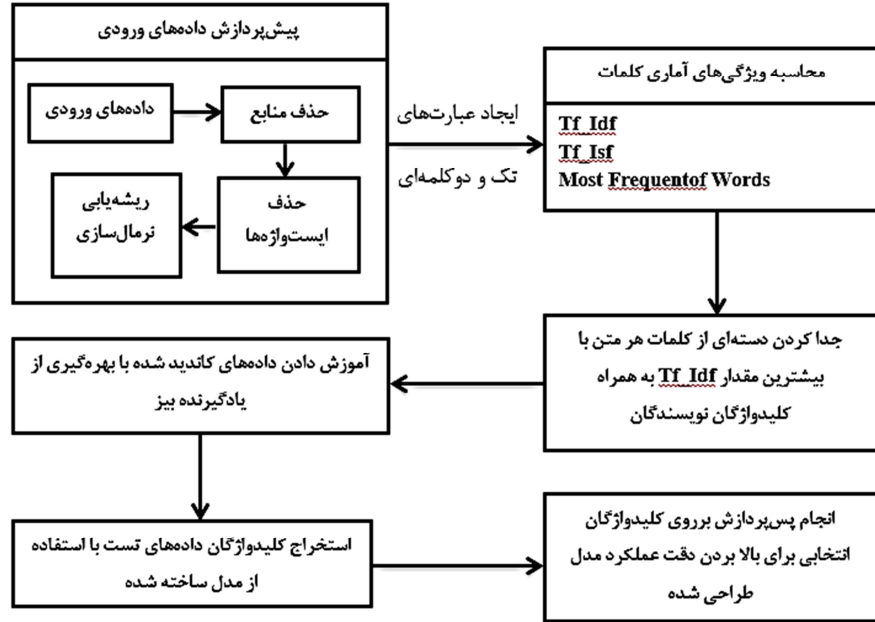 پیش‌پردازش داده‌های ورودی
داده‌های ورودی
حذف منابع
حذف
ایست‌واژه‌ها
ریشه‌یابی
نرمال‌سازی
ایجاد عبارت‌های
تک و دوکلمه‌ای
محاسبه ویژگی‌های آماری کلمات
Tf_Idf
Tf_Isf
Most Frequentof Words
جدا کردن دسته‌ای از کلمات هر متن با
بیشترین مقدار Tf_Idf به همراه
کلیدواژگان نویسندگان
آموزش دادن داده‌های کاندید شده با بهره‌گیری از
یادگیرنده بیز
استخراج کلیدواژگان داده‌های تست با استفاده
از مدل ساخته شده
انجام پس‌پردازش برروی کلیدواژگان
انتخابی برای بالا بردن دقت عملکرد مدل
طراحی شده